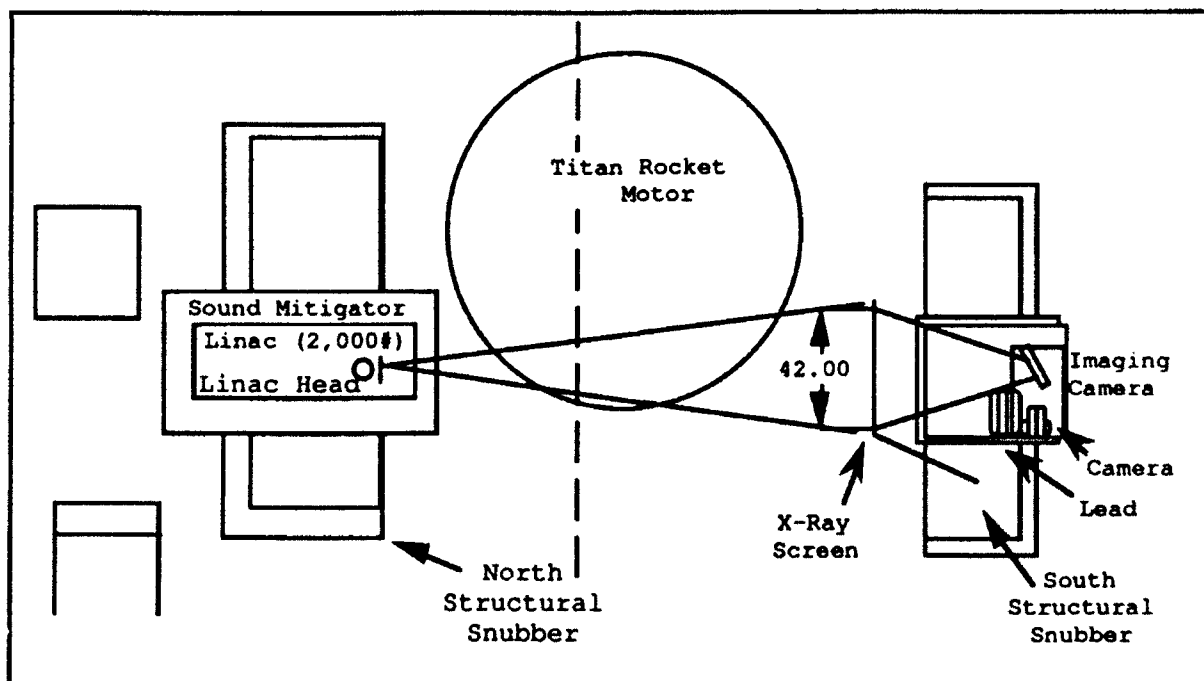 Titan Rocket
Motor
Sound Mitigator
Linac (2,000#)
Linac Head
42.00
Imaging
Camera
Camera
Lead
X-Ray
Screen
North
Structural
Snubber
South
Structural
Snubber